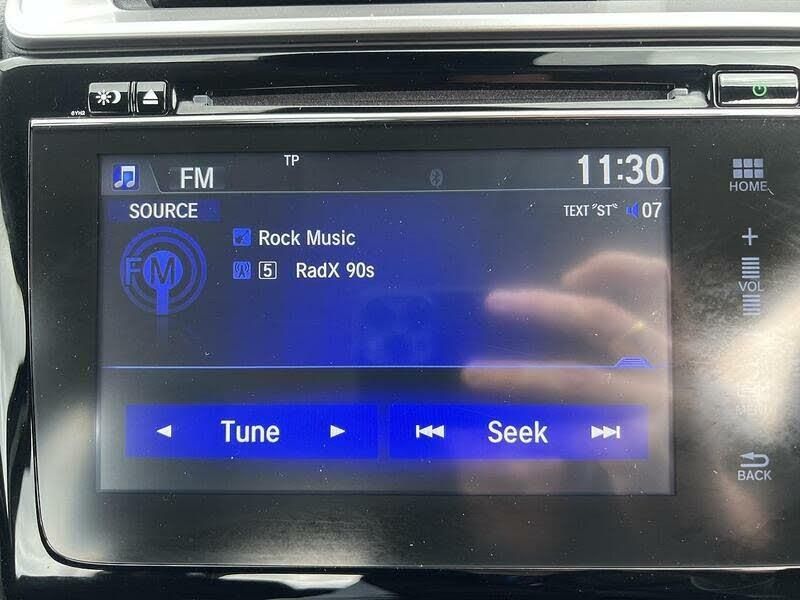 6YH2
FM TP 11:30
SOURCE TEXT "ST" 07
HOME
FM
Rock Music
5 RadX 90s
+
VOL
Tune Seek
MENU
BACK